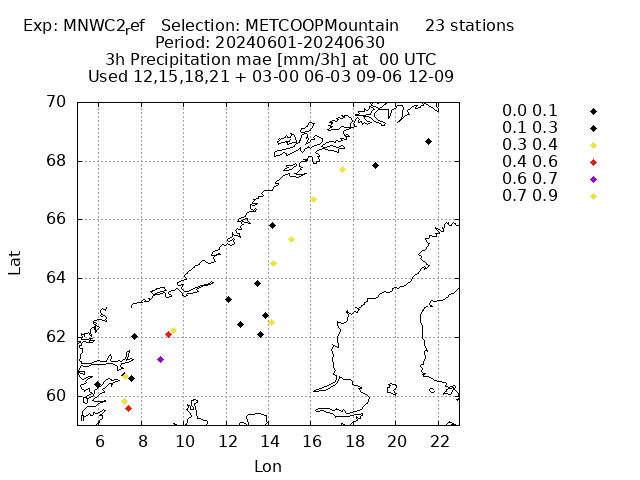 Exp: MNWC2ref   Selection: METCOOPMountain     23 stations
Period: 20240601-20240630
3h Precipitation mae [mm/3h] at  00 UTC
Used 12,15,18,21 + 03-00 06-03 09-06 12-09
70
68
66
64
62
60
Lat
6 8 10 12 14 16 18 20 22
Lon
0.0 0.1
0.1 0.3
0.3 0.4
0.4 0.6
0.6 0.7
0.7 0.9